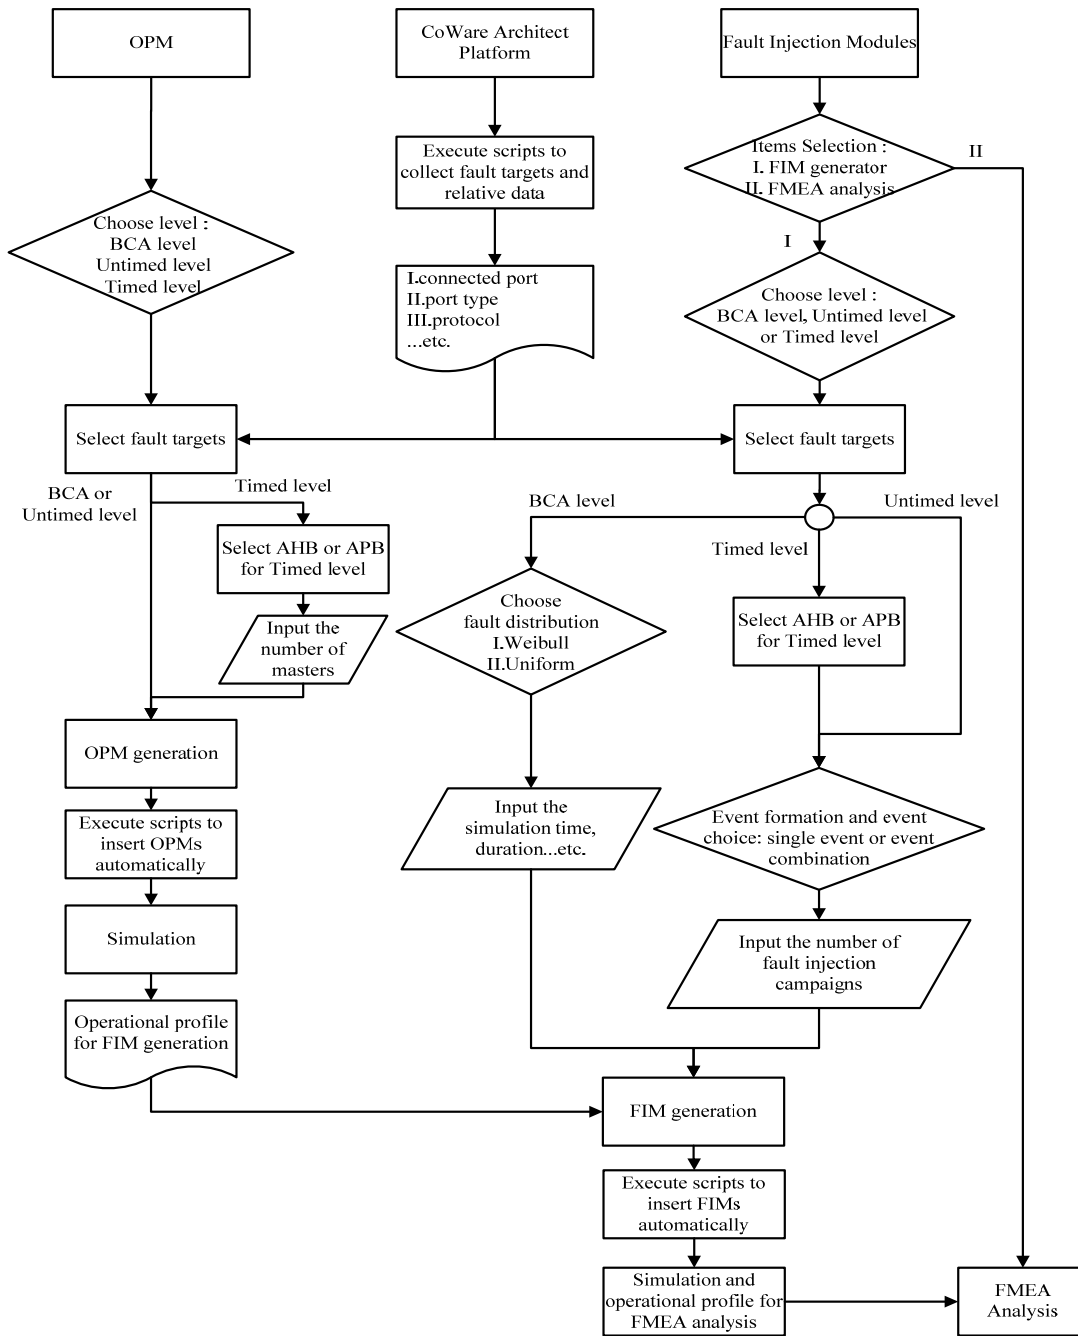 OPM
CoWare Architect
Platform
Fault Injection Modules
Items Selection :
I. FIM generator
II. FMEA analysis
II
Execute scripts to
collect fault targets and
relative data
Choose level :
BCA level
Untimed level
Timed level
I
I.connected port
II.port type
III.protocol
...etc.
Choose level :
BCA level, Untimed level
or Timed level
Select fault targets
Select fault targets
BCA or
Untimed level
Timed level
BCA level
Untimed level
Timed level
Select AHB or APB
for Timed level
Choose
fault distribution
I.Weibull
II.Uniform
Select AHB or APB
for Timed level
Input the
number of
masters
OPM generation
Input the
simulation time,
duration...etc.
Event formation and event
choice: single event or event
combination
Execute scripts to
insert OPMs
automatically
Simulation
Input the number of
fault injection
campaigns
Operational profile
for FIM generation
FIM generation
Execute scripts to
insert FIMs
automatically
Simulation and
operational profile for
FMEA analysis
FMEA
Analysis